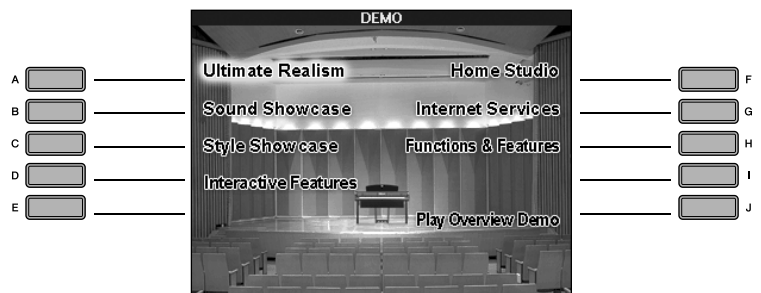 DEMO
A Ultimate Realism Home Studio F
B Sound Showcase Internet Services G
C Style Showcase Functions & Features H
D Interactive Features I
E Play Overview Demo J